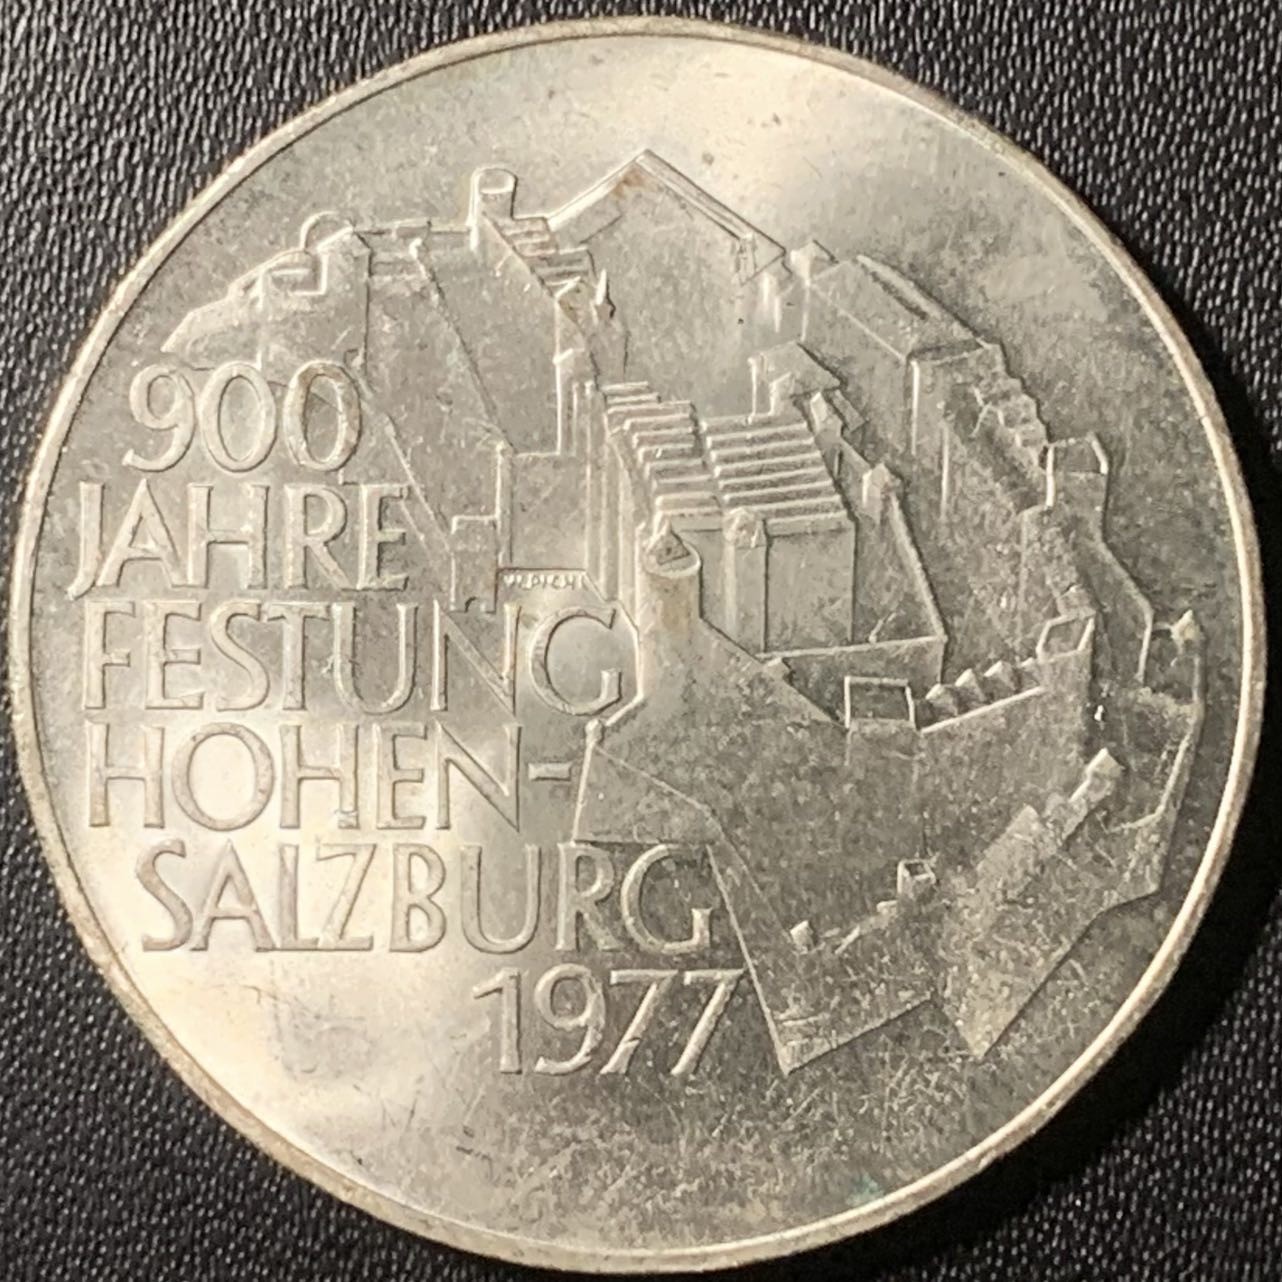 900
JAHRE
FESTUNG
HOHEN-
SALZBURG
1977